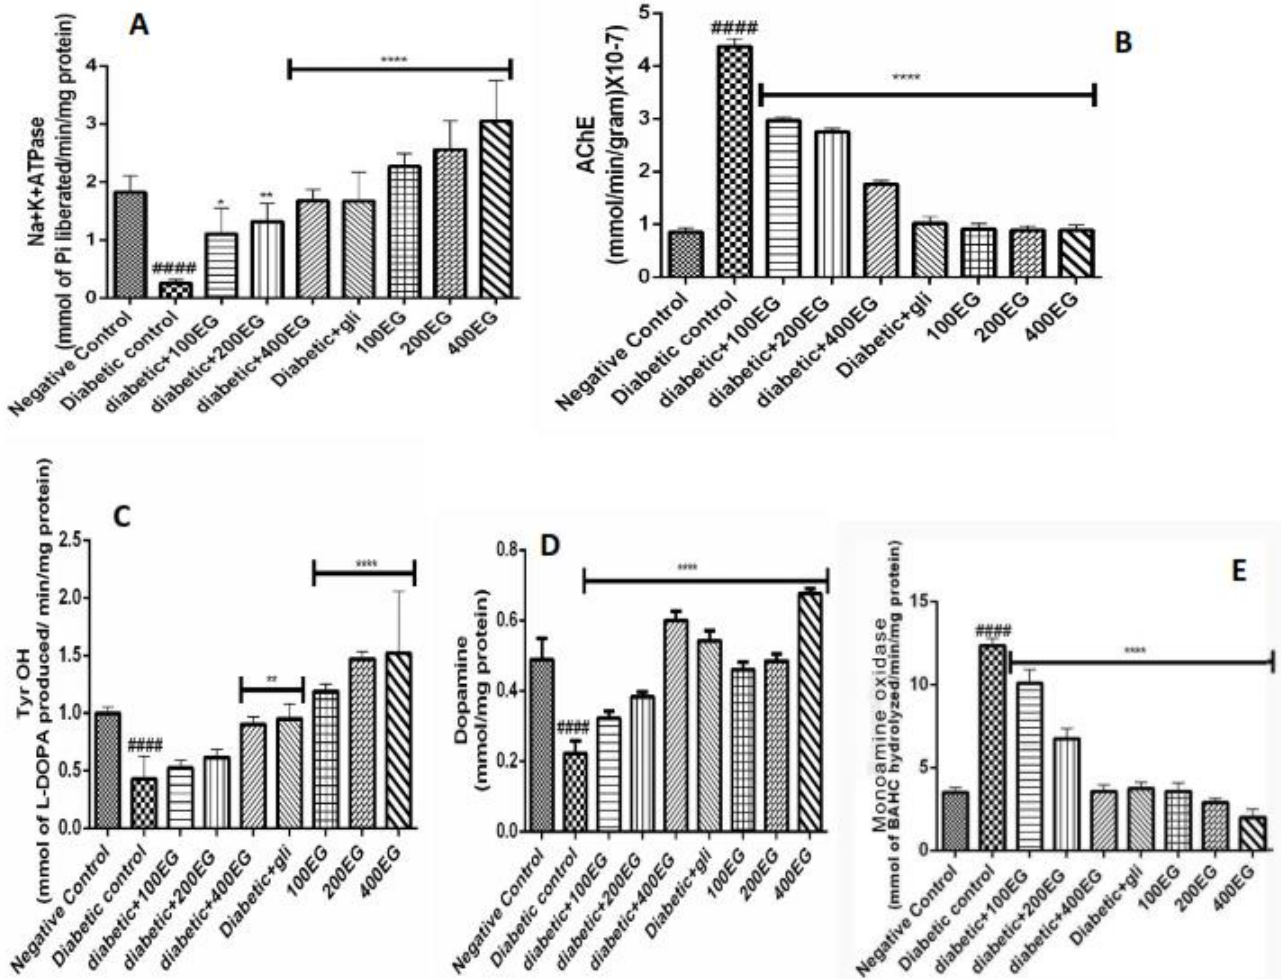 A
Na+K+ATPase
(mmol of Pi liberated/min/mg protein)
4
3
2
1
0
####
*
**
****
Negative Control
Diabetic control
diabetic+100EG
diabetic+200EG
diabetic+400EG
Diabetic+gli
100EG
200EG
400EG
B
AChE
(mmol/min/gram)X10-7)
5
4
3
2
1
0
####
****
Negative Control
Diabetic control
diabetic+100EG
diabetic+200EG
diabetic+400EG
Diabetic+gli
100EG
200EG
400EG
C
Tyr OH
(mmol of L-DOPA produced/ min/mg protein)
2.5
2.0
1.5
1.0
0.5
0.0
####
**
****
Negative Control
Diabetic control
diabetic+100EG
diabetic+200EG
diabetic+400EG
Diabetic+gli
100EG
200EG
400EG
D
Dopamine
(mmol/mg protein)
0.8
0.6
0.4
0.2
0.0
####
****
Negative Control
Diabetic control
diabetic+100EG
diabetic+200EG
diabetic+400EG
Diabetic+gli
100EG
200EG
400EG
E
Monoamine oxidase
(mmol of BAHC hydrolyzed/min/mg protein)
15
10
5
0
####
****
Negative Control
Diabetic control
diabetic+100EG
diabetic+200EG
diabetic+400EG
Diabetic+gli
100EG
200EG
400EG